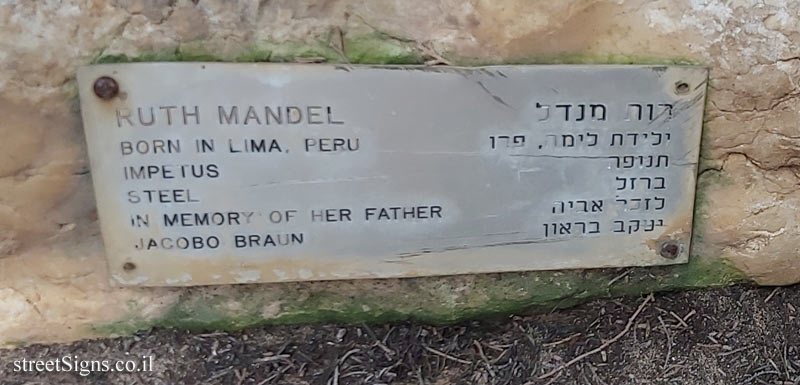 RUTH MANDEL
BORN IN LIMA, PERU
IMPETUS
STEEL
IN MEMORY OF HER FATHER
JACOBO BRAUN
רות מנדל
ילידת לימה, פרו
תנופה
ברזל
לזכר אביה
יעקב בראון
streetSigns.co.il